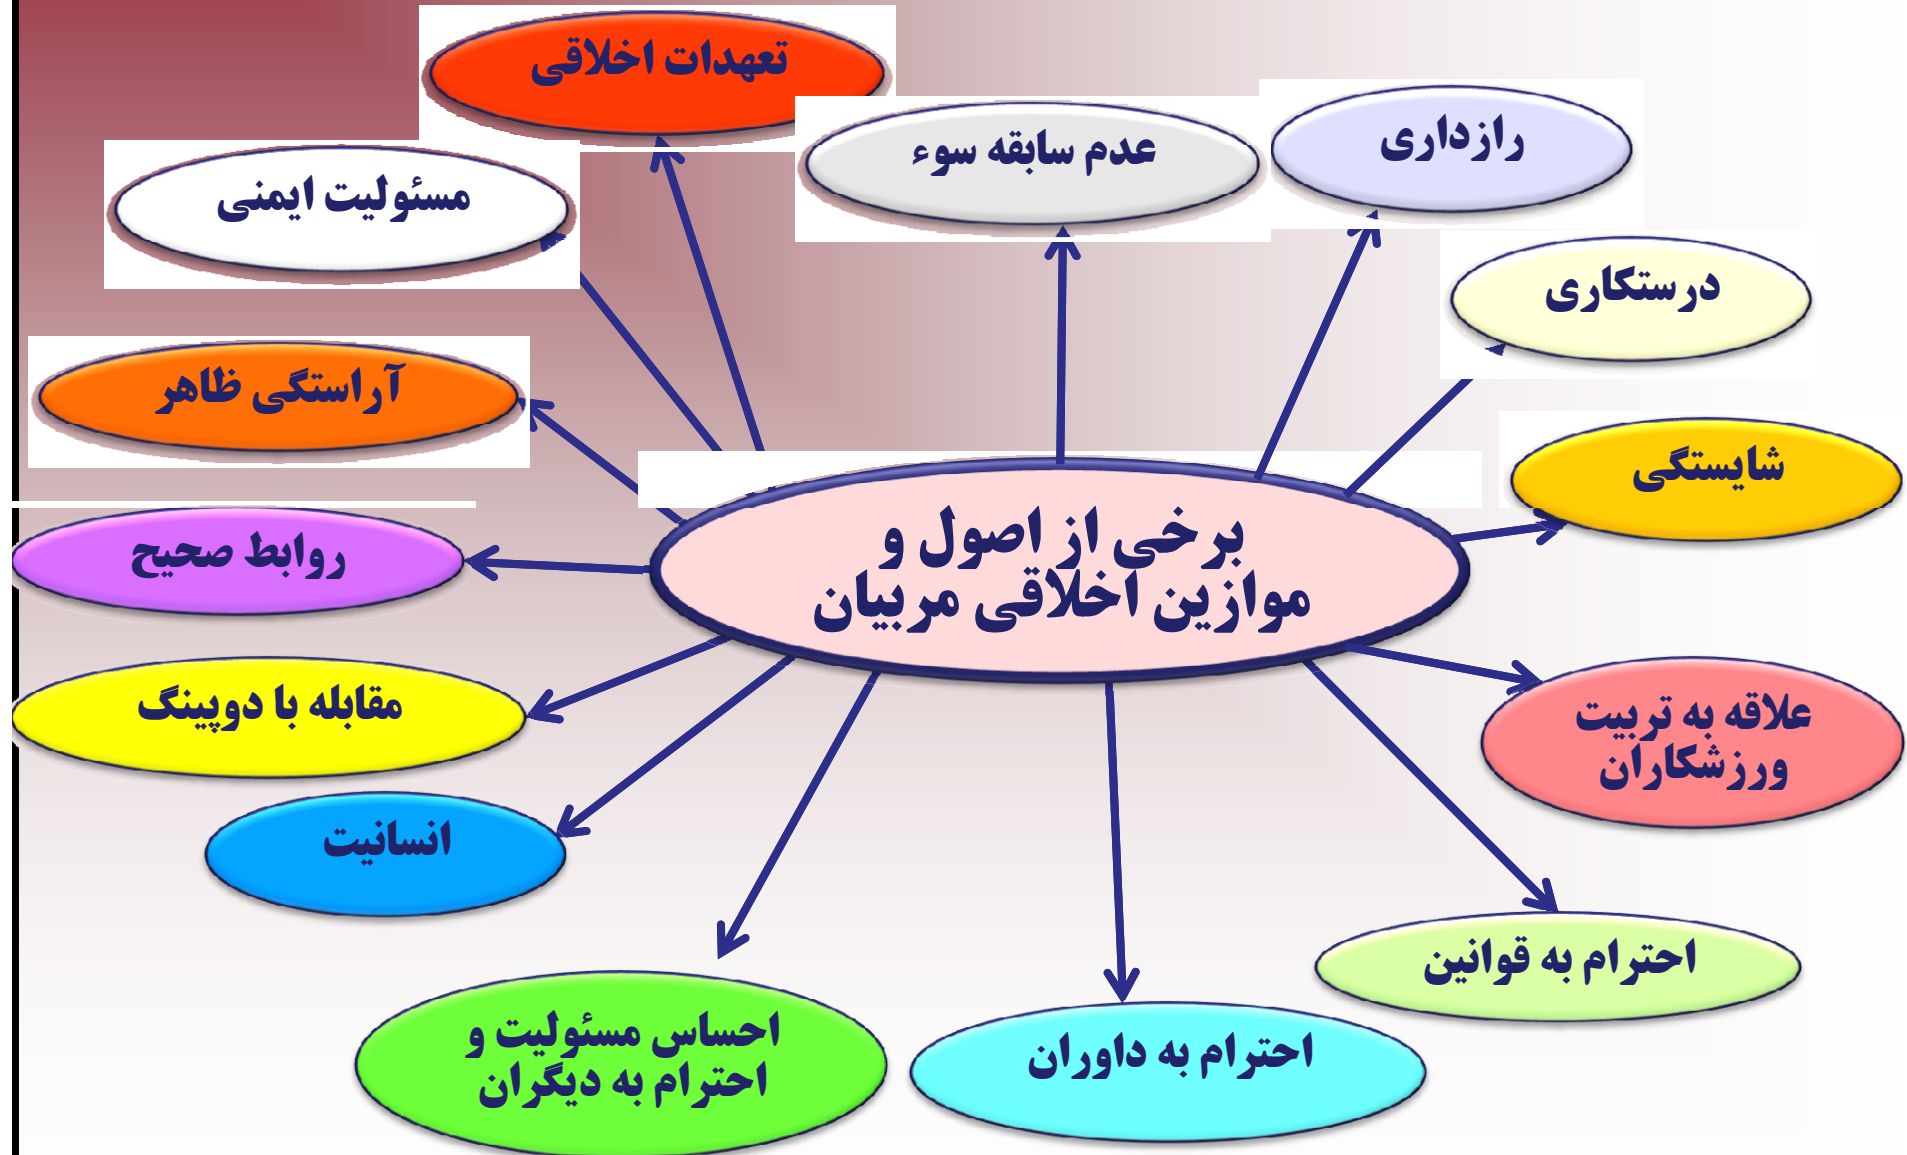 تعهدات اخلاقی
عدم سابقه سوء
رازداری
مسئولیت ایمنی
درستکاری
آراستگی ظاهر
شایستگی
برخی از اصول و
موازین اخلاقی مربیان
روابط صحیح
مقابله با دوپینگ
علاقه به تربیت
ورزشکاران
انسانیت
احترام به قوانین
احساس مسئولیت و
احترام به دیگران
احترام به داوران